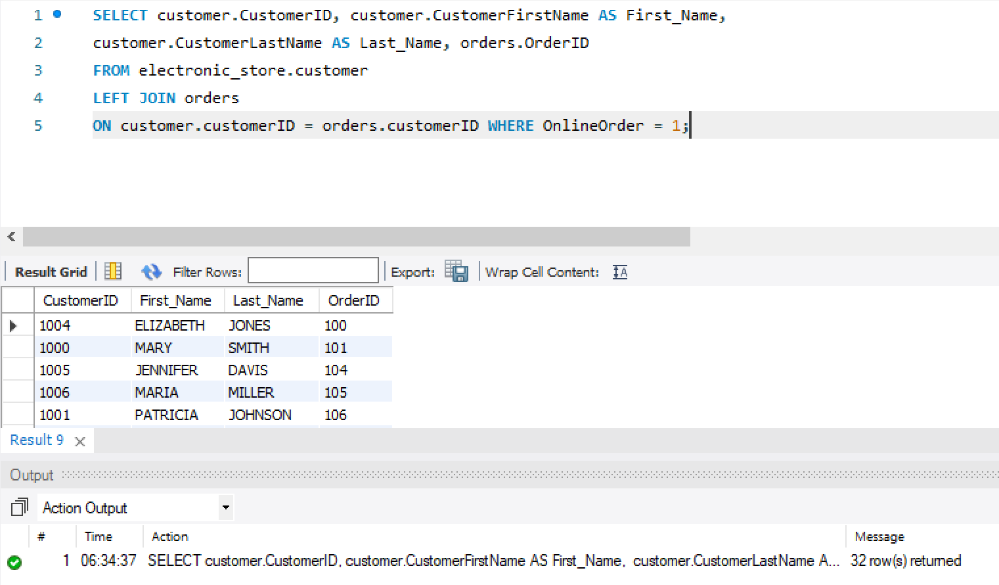 1 SELECT customer.CustomerID, customer.CustomerFirstName AS First_Name,
2 customer.CustomerLastName AS Last_Name, orders.OrderID
3 FROM electronic_store.customer
4 LEFT JOIN orders
5 ON customer.customerID = orders.customerID WHERE OnlineOrder = 1;
Result Grid Filter Rows: Export: Wrap Cell Content: IA
CustomerID First_Name Last_Name OrderID
1004 ELIZABETH JONES 100
1000 MARY SMITH 101
1005 JENNIFER DAVIS 104
1006 MARIA MILLER 105
1001 PATRICIA JOHNSON 106
Result 9
Output
Action Output
# Time Action Message
1 06:34:37 SELECT customer.CustomerID, customer.CustomerFirstName AS First_Name, customer.CustomerLastName A... 32 row(s) returned